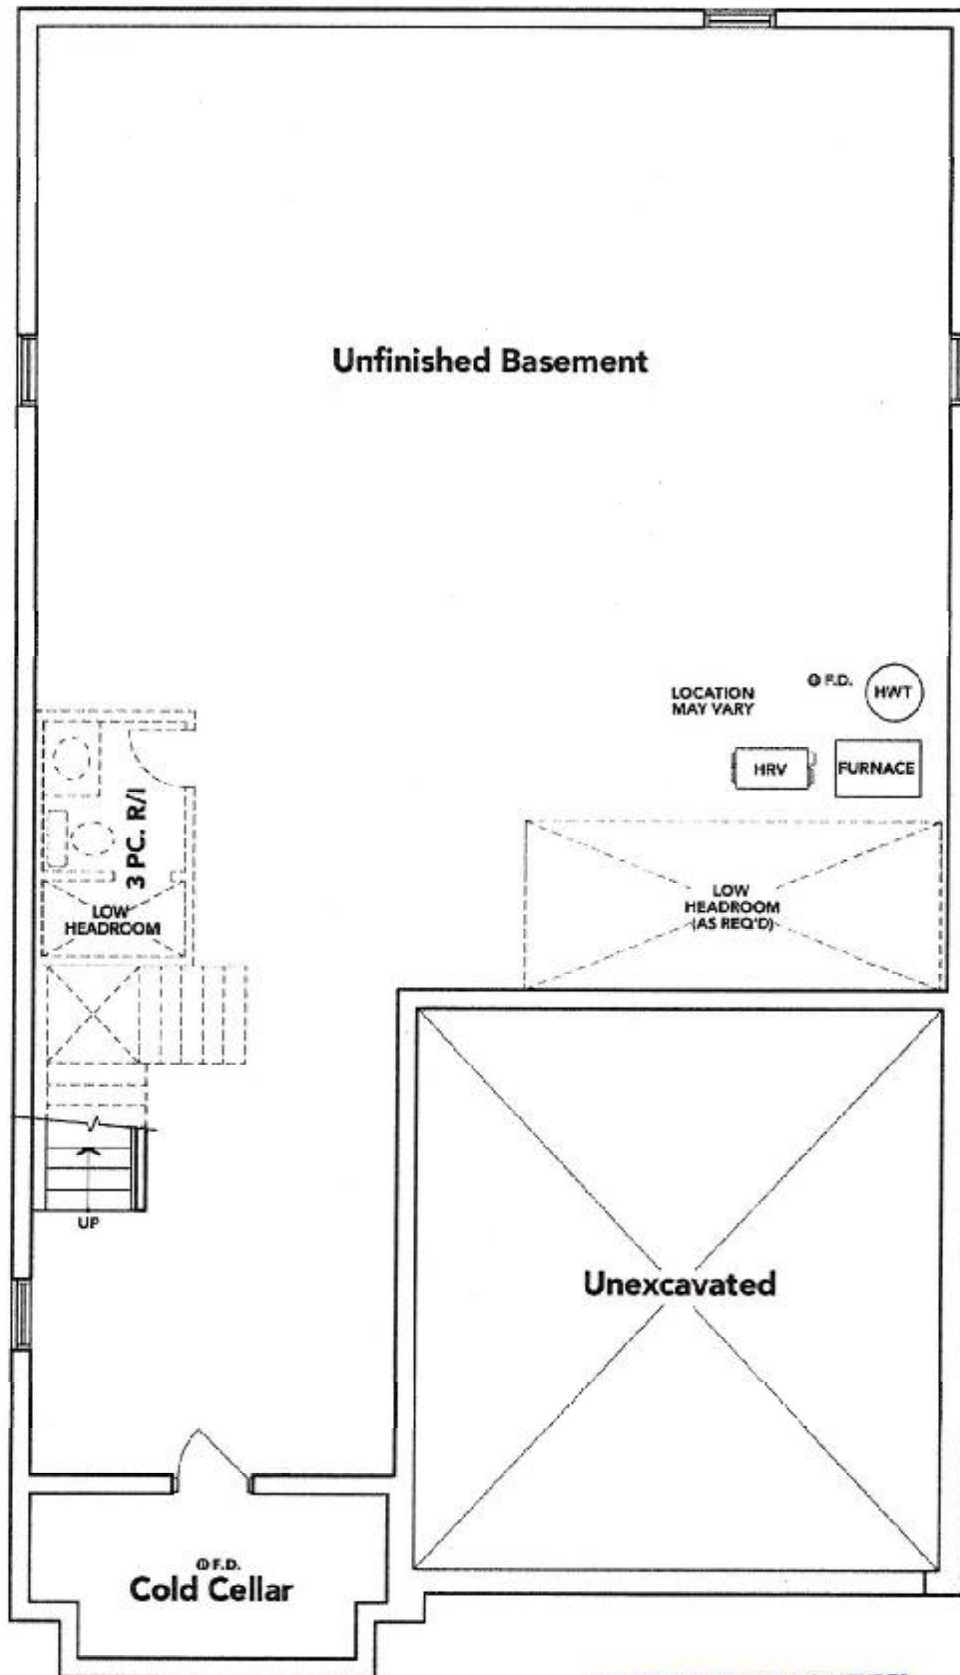 Unfinished Basement
F.D.
HWT
LOCATION
MAY VARY
HRV
FURNACE
3 PC. R/I
LOW
HEADROOM
LOW
HEADROOM
(AS REQ'D)
UP
Unexcavated
F.D.
Cold Cellar